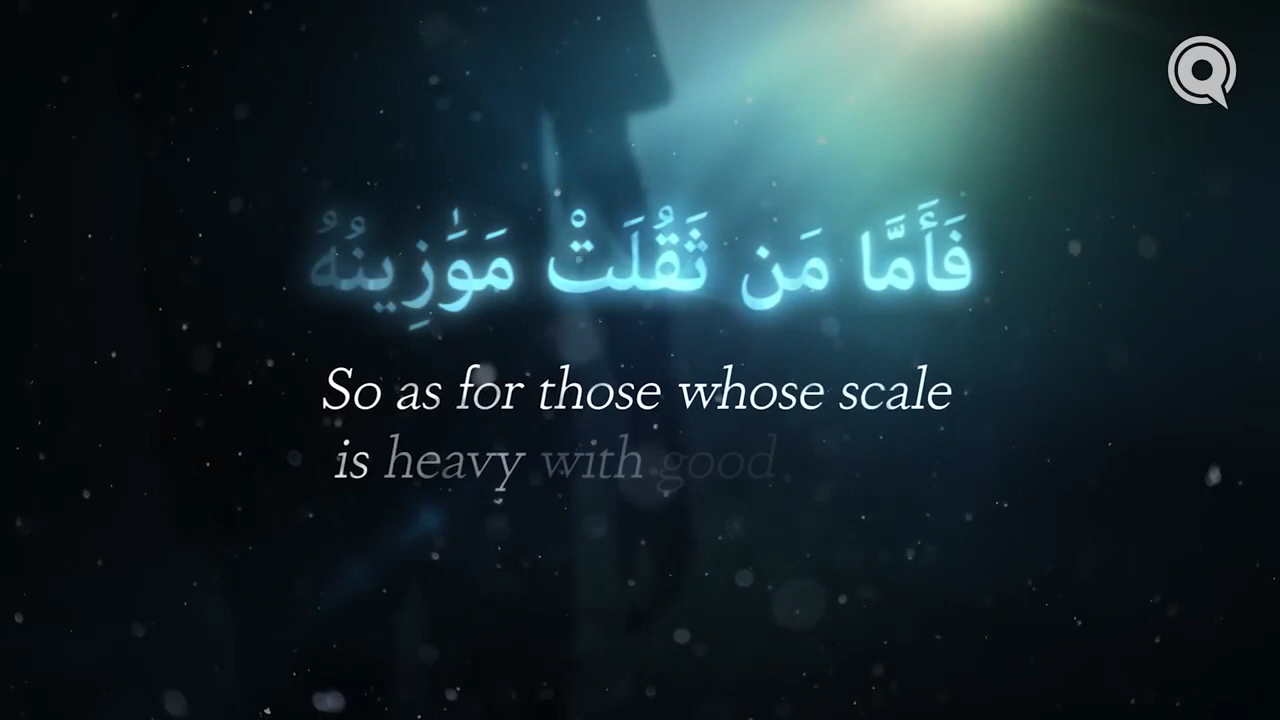 فَأَمَّا مَن ثَقُلَتْ مَوَٰزِينُهُۥ
So as for those whose scale
is heavy with good